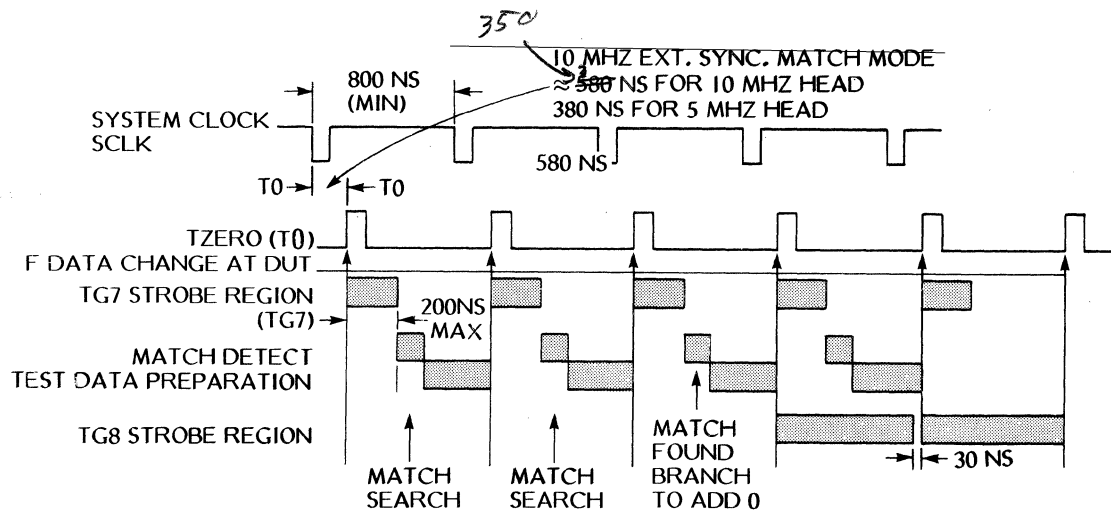 350
10 MHZ EXT. SYNC. MATCH MODE
≈ 580 NS FOR 10 MHZ HEAD
380 NS FOR 5 MHZ HEAD
800 NS
(MIN)
SYSTEM CLOCK
SCLK
580 NS
T0
T0
TZERO (T0)
F DATA CHANGE AT DUT
TG7 STROBE REGION
(TG7)
200NS
MAX
MATCH DETECT
TEST DATA PREPARATION
TG8 STROBE REGION
MATCH
SEARCH
MATCH
SEARCH
MATCH
FOUND
BRANCH
TO ADD 0
30 NS